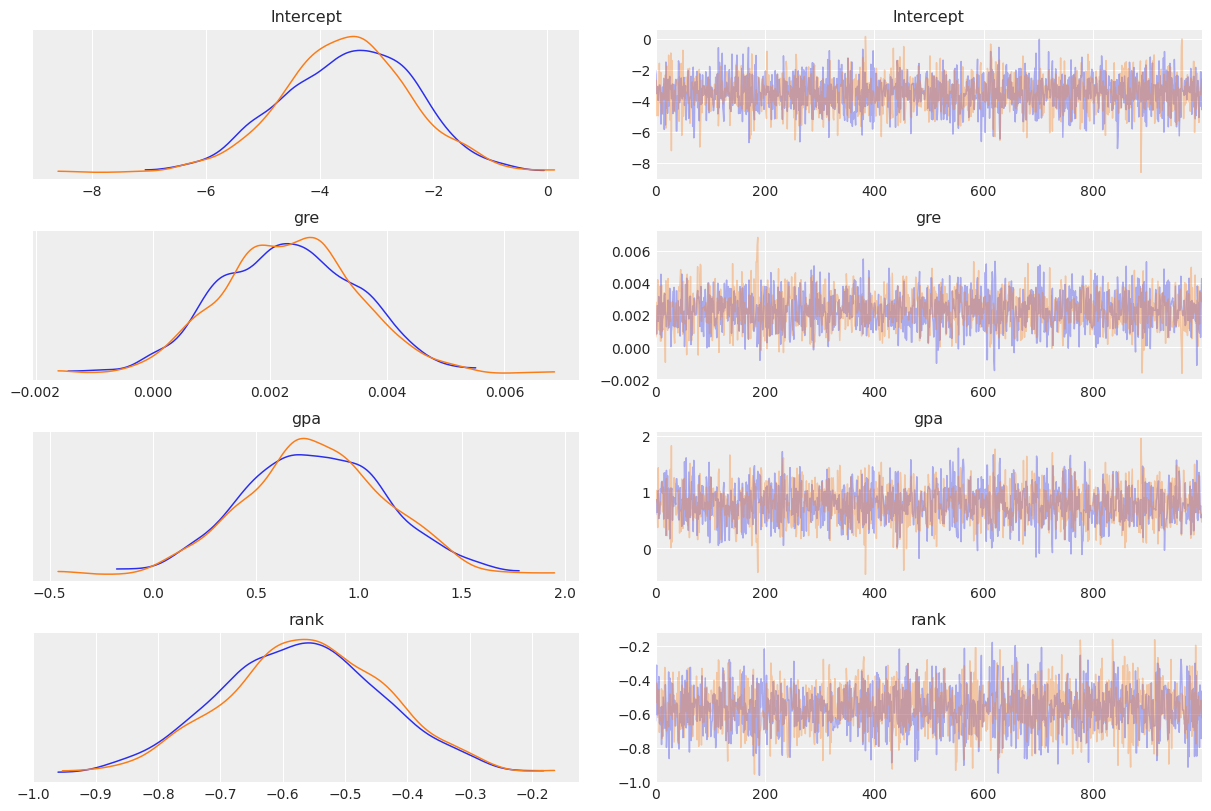 Intercept
Intercept
0
−2
−4
−6
−8
−8 −6 −4 −2 0
0 200 400 600 800
gre
gre
0.006
0.004
0.002
0.000
−0.002
−0.002 0.000 0.002 0.004 0.006
0 200 400 600 800
gpa
gpa
2
1
0
−0.5 0.0 0.5 1.0 1.5 2.0
0 200 400 600 800
rank
rank
−0.2
−0.4
−0.6
−0.8
−1.0
−1.0 −0.9 −0.8 −0.7 −0.6 −0.5 −0.4 −0.3 −0.2
0 200 400 600 800